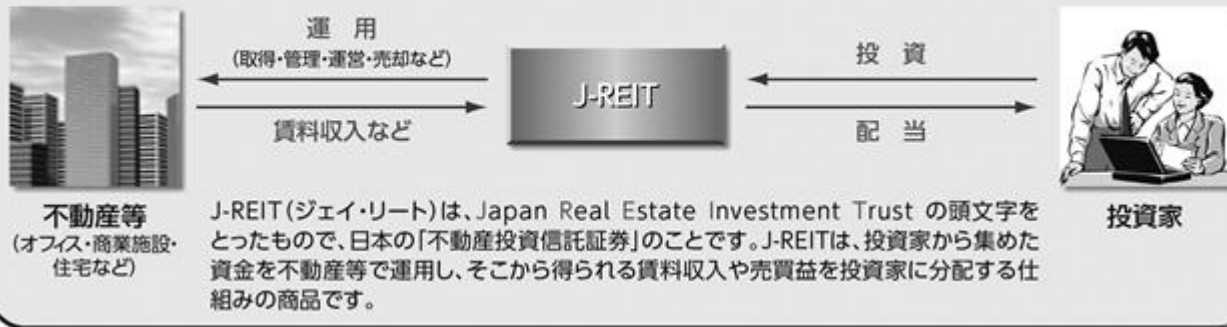 運 用
(取得・管理・運営・売却など)
賃料収入など
J-REIT
投 資
配 当
不動産等
(オフィス・商業施設・
住宅など)
投資家
J-REIT(ジェイ・リート)は、Japan Real Estate Investment Trust の頭文字を
とったもので、日本の「不動産投資信託証券」のことです。J-REITは、投資家から集めた
資金を不動産等で運用し、そこから得られる賃料収入や売買益を投資家に分配する仕
組みの商品です。